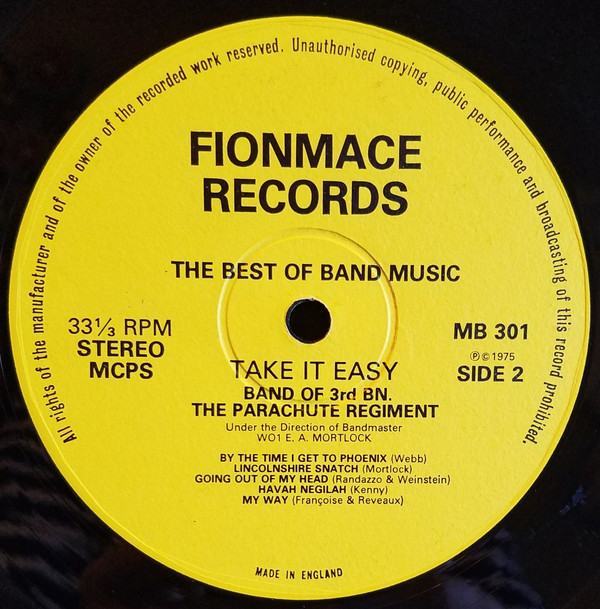 All rights of the manufacturer and of the owner of the recorded work reserved. Unauthorised copying, public performance and broadcasting of this record prohibited.
FIONMACE
RECORDS
THE BEST OF BAND MUSIC
33⅓ RPM
STEREO
MCPS
MB 301
℗ © 1975
SIDE 2
TAKE IT EASY
BAND OF 3rd BN.
THE PARACHUTE REGIMENT
Under the Direction of Bandmaster
WO1 E. A. MORTLOCK
BY THE TIME I GET TO PHOENIX (Webb)
LINCOLNSHIRE SNATCH (Mortlock)
GOING OUT OF MY HEAD (Randazzo & Weinstein)
HAVAH NEGILAH (Kenny)
MY WAY (Françoise & Reveaux)
MADE IN ENGLAND